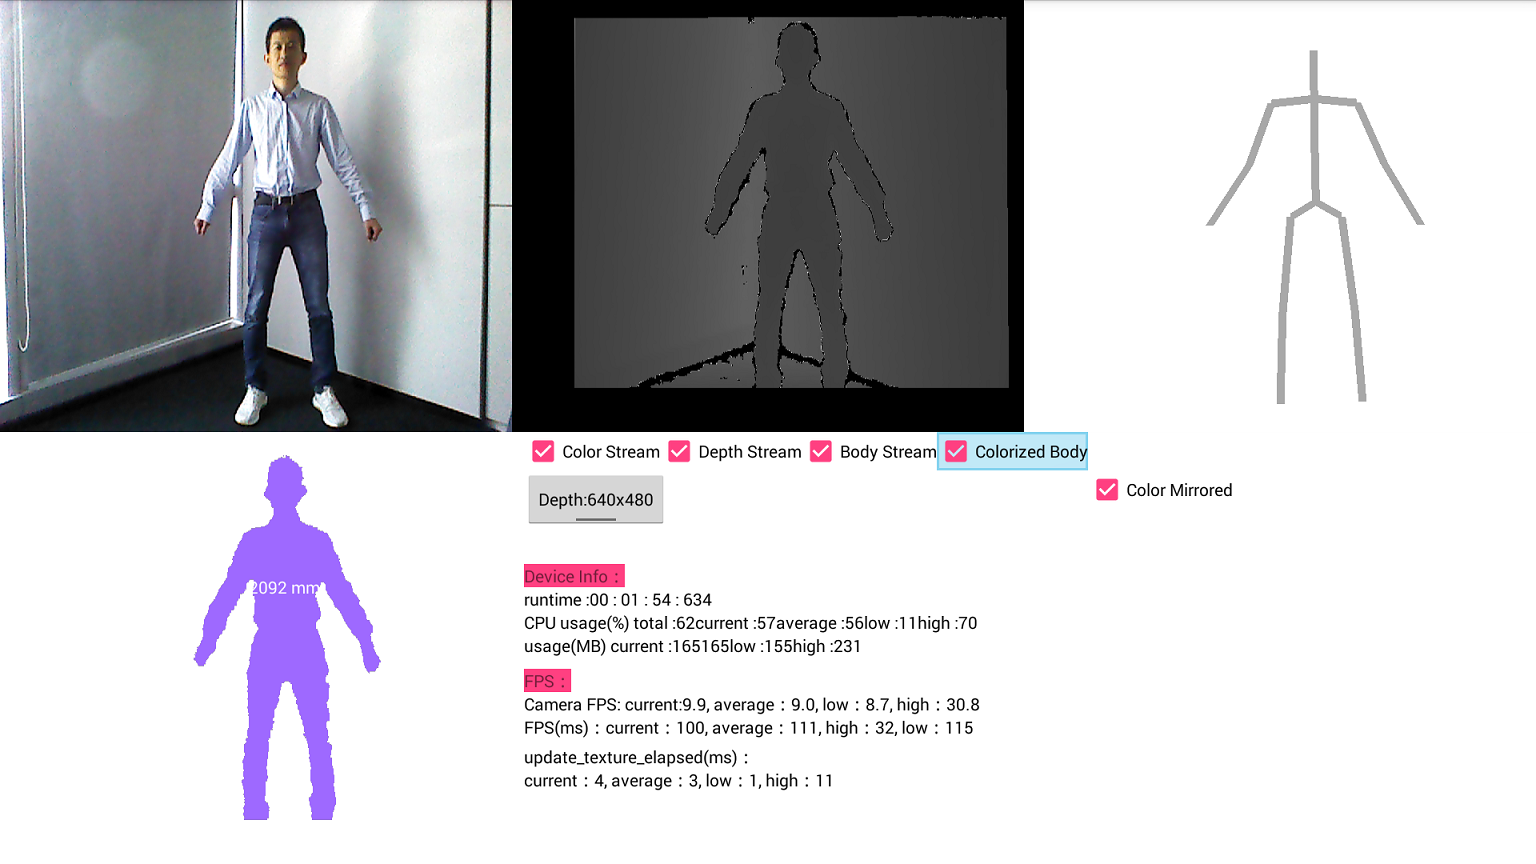 Color Stream
Depth Stream
Body Stream
Colorized Body
Color Mirrored
Depth:640x480
2092 mm
Device Info：
runtime :00 : 01 : 54 : 634
CPU usage(%) total :62current :57average :56low :11high :70
usage(MB) current :165165low :155high :231
FPS：
Camera FPS: current:9.9, average：9.0, low：8.7, high：30.8
FPS(ms)：current：100, average：111, high：32, low：115
update_texture_elapsed(ms)：
current：4, average：3, low：1, high：11